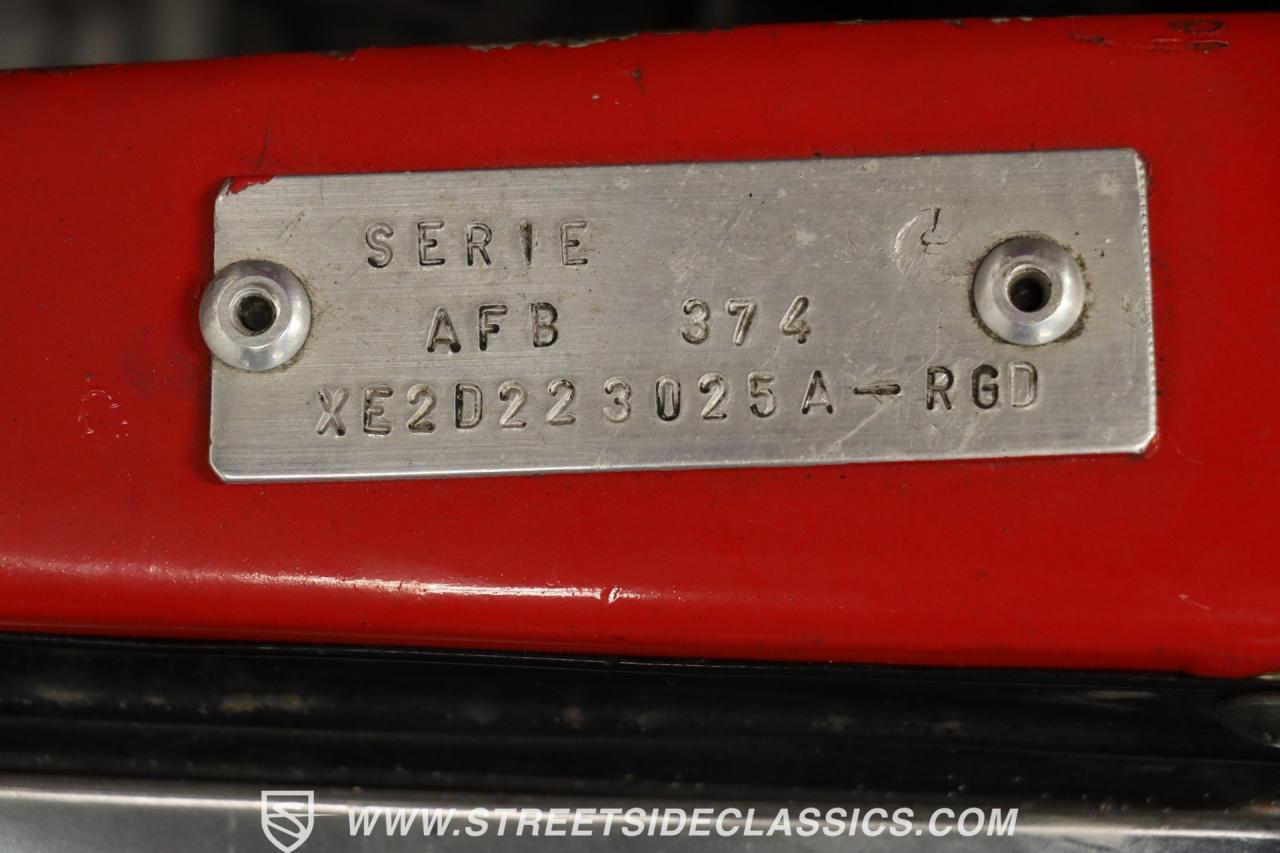 SERIE
AFB 374
XE2D223025A-RGD
WWW.STREETSIDECLASSICS.COM